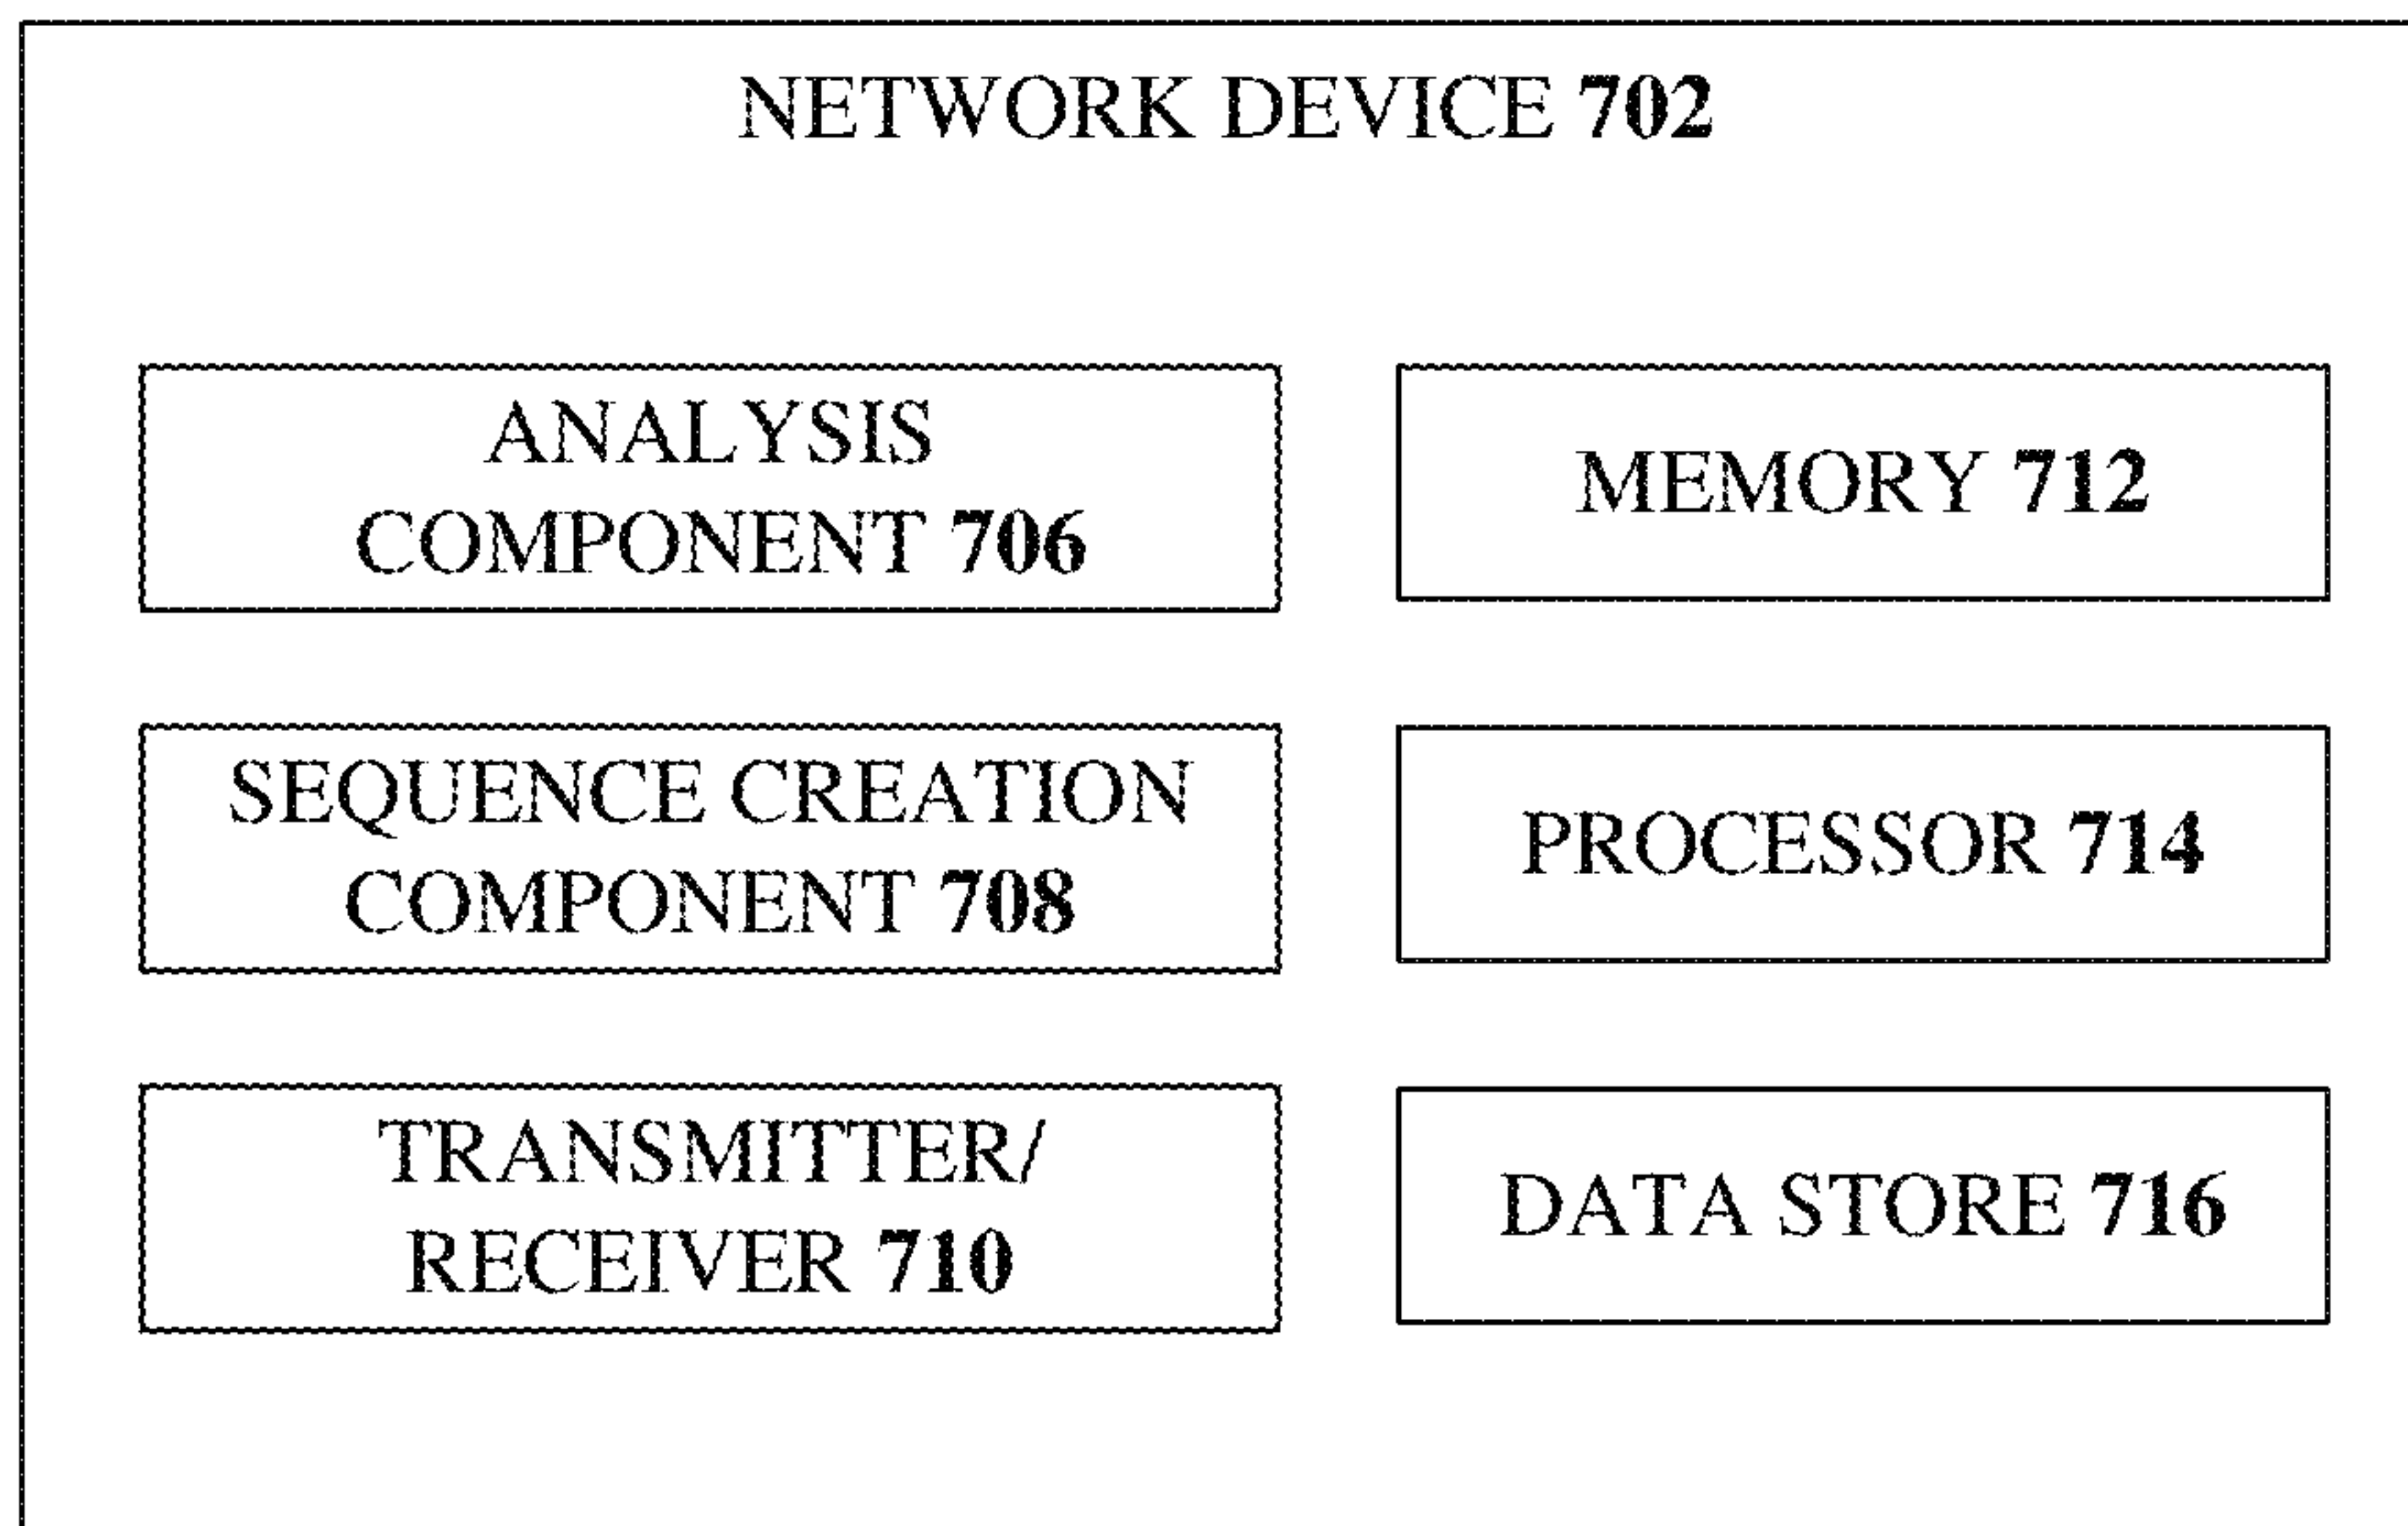 NETWORK DEVICE 702
ANALYSIS
COMPONENT 706
MEMORY 712
SEQUENCE CREATION
COMPONENT 708
PROCESSOR 714
TRANSMITTER/
RECEIVER 710
DATA STORE 716